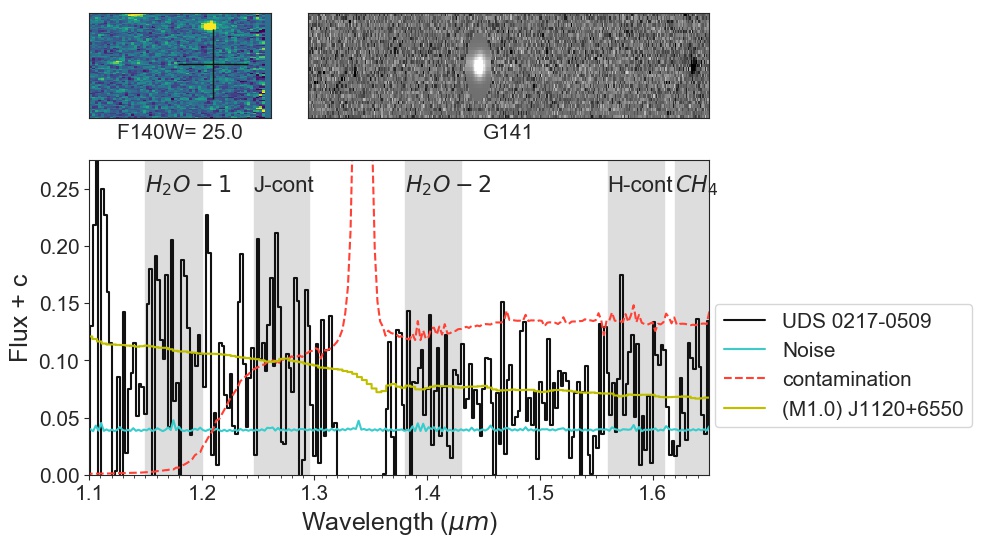 F140W= 25.0
G141
H₂O − 1
J-cont
H₂O − 2
H-cont
CH₄
0.25
0.20
0.15
0.10
0.05
0.00
Flux + c
1.1
1.2
1.3
1.4
1.5
1.6
Wavelength (μm)
UDS 0217-0509
Noise
contamination
(M1.0) J1120+6550